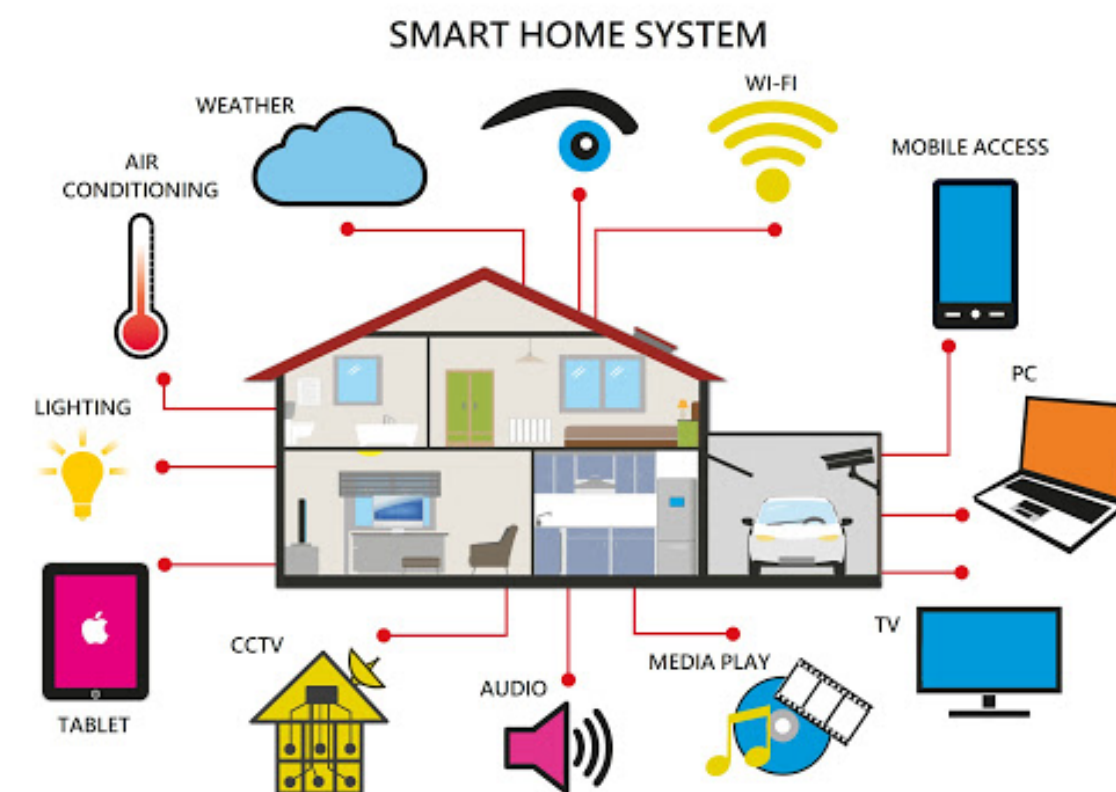 SMART HOME SYSTEM
WEATHER
WI-FI
AIR
CONDITIONING
MOBILE ACCESS
LIGHTING
PC
TABLET
CCTV
AUDIO
MEDIA PLAY
TV